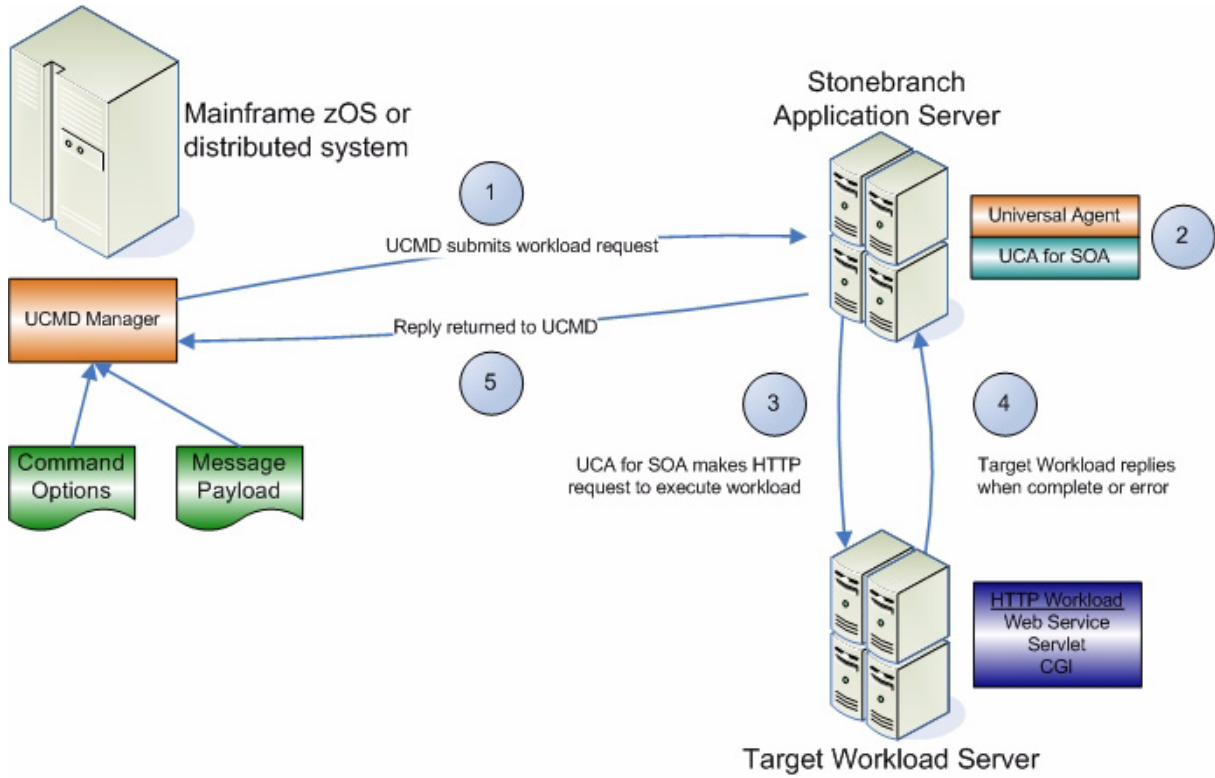 Mainframe zOS or
distributed system
Stonebranch
Application Server
1
UCMD submits workload request
Universal Agent
UCA for SOA
2
UCMD Manager
Reply returned to UCMD
5
3
4
Command
Options
Message
Payload
UCA for SOA makes HTTP
request to execute workload
Target Workload replies
when complete or error
HTTP Workload
Web Service
Servlet
CGI
Target Workload Server